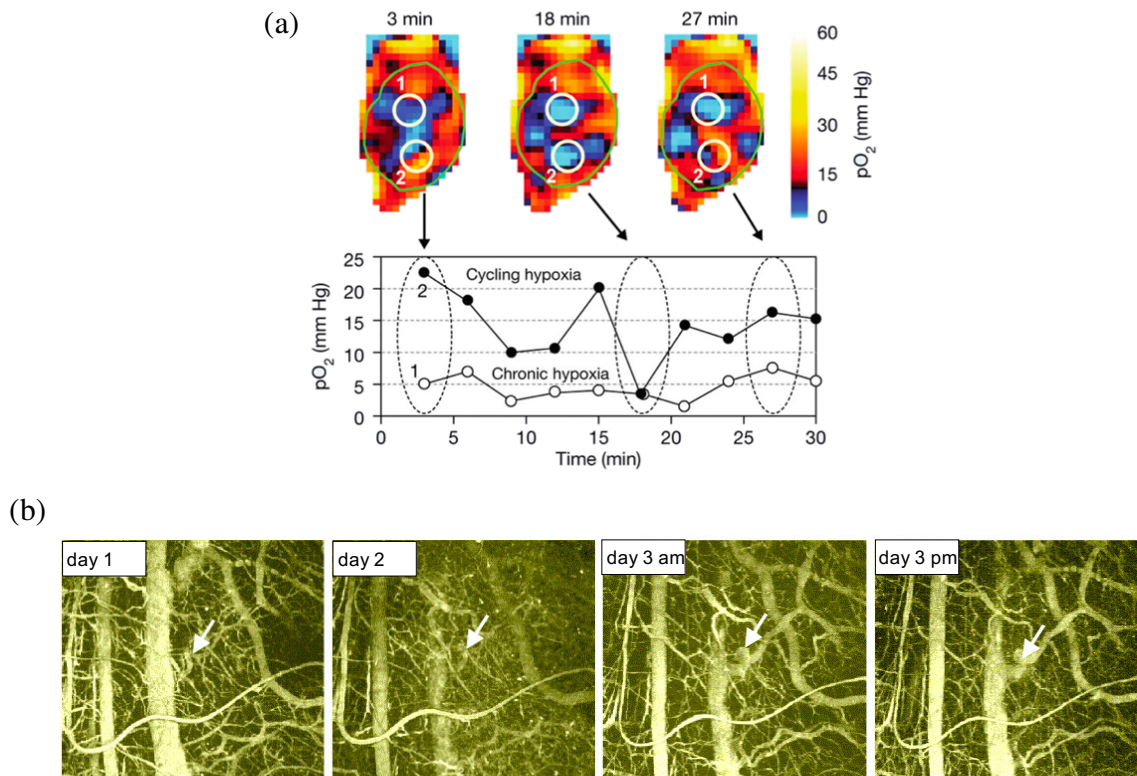 (a)
3 min 18 min 27 min
1 1 1
2 2 2
60
45
30
15
0
pO2 (mm Hg)
25
20
15
10
5
0
pO2 (mm Hg)
Cycling hypoxia
2
Chronic hypoxia
1
0 5 10 15 20 25 30
Time (min)
(b)
day 1 day 2 day 3 am day 3 pm